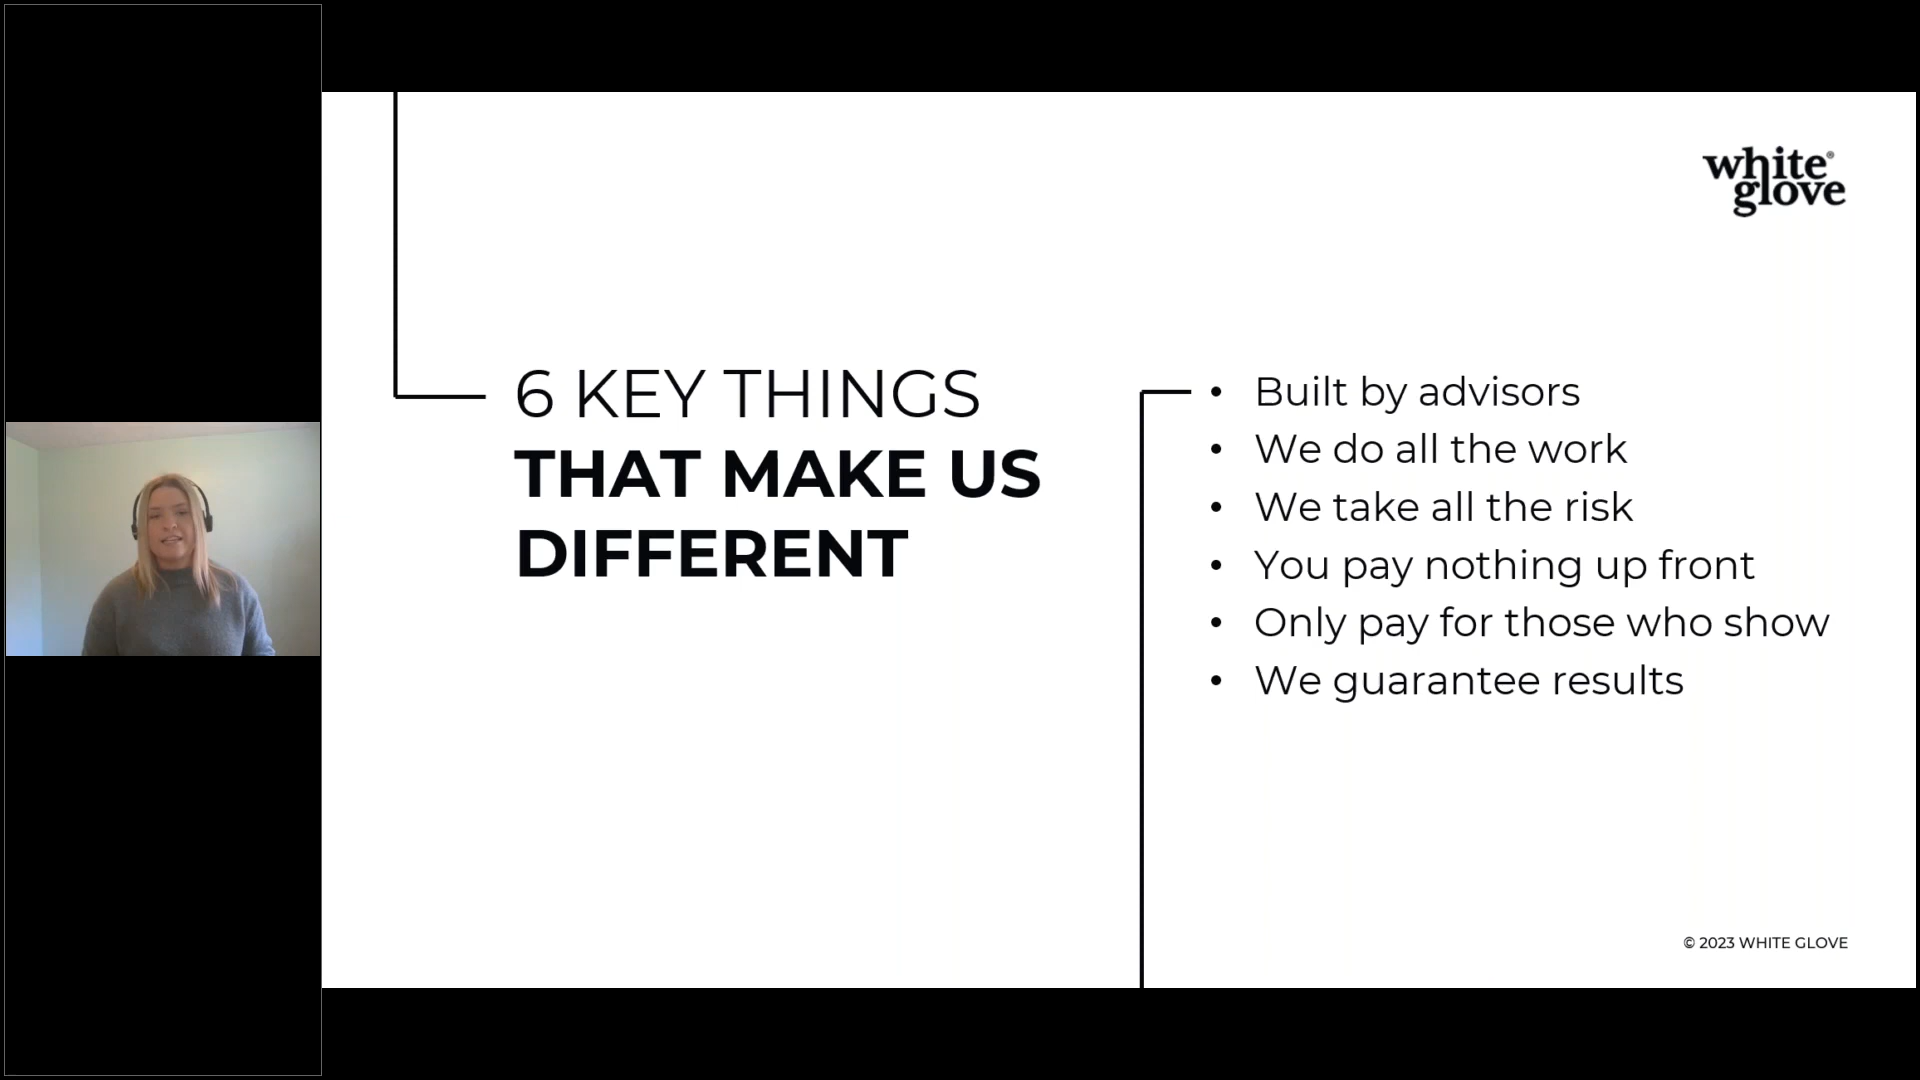 white®
glove
6 KEY THINGS
THAT MAKE US
DIFFERENT
• Built by advisors
• We do all the work
• We take all the risk
• You pay nothing up front
• Only pay for those who show
• We guarantee results
© 2023 WHITE GLOVE